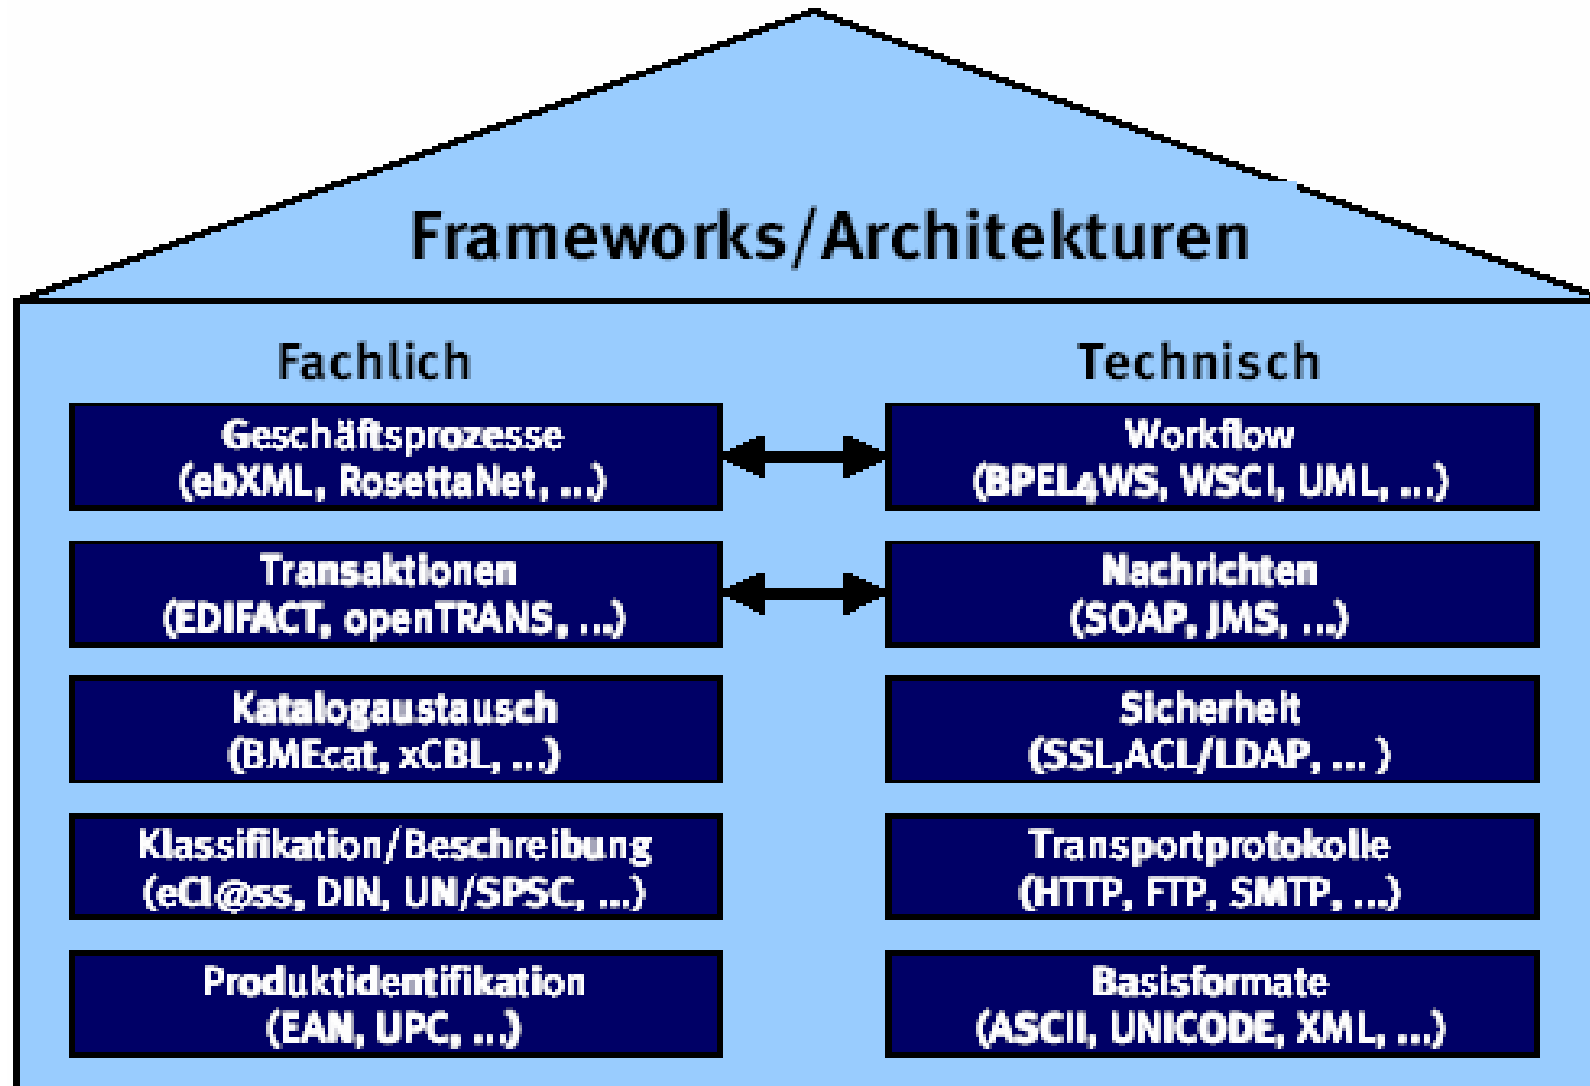 Frameworks/Architekturen
Fachlich
Geschäftsprozesse
(ebXML, RosettaNet, ...)
Transaktionen
(EDIFACT, openTRANS, ...)
Katalogaustausch
(BMEcat, xCBL, ...)
Klassifikation/Beschreibung
(eCl@ss, DIN, UN/SPSC, ...)
Produktidentifikation
(EAN, UPC, ...)
Technisch
Workflow
(BPEL4WS, WSCI, UML, ...)
Nachrichten
(SOAP, JMS, ...)
Sicherheit
(SSL,ACL/LDAP, ... )
Transportprotokolle
(HTTP, FTP, SMTP, ...)
Basisformate
(ASCII, UNICODE, XML, ...)